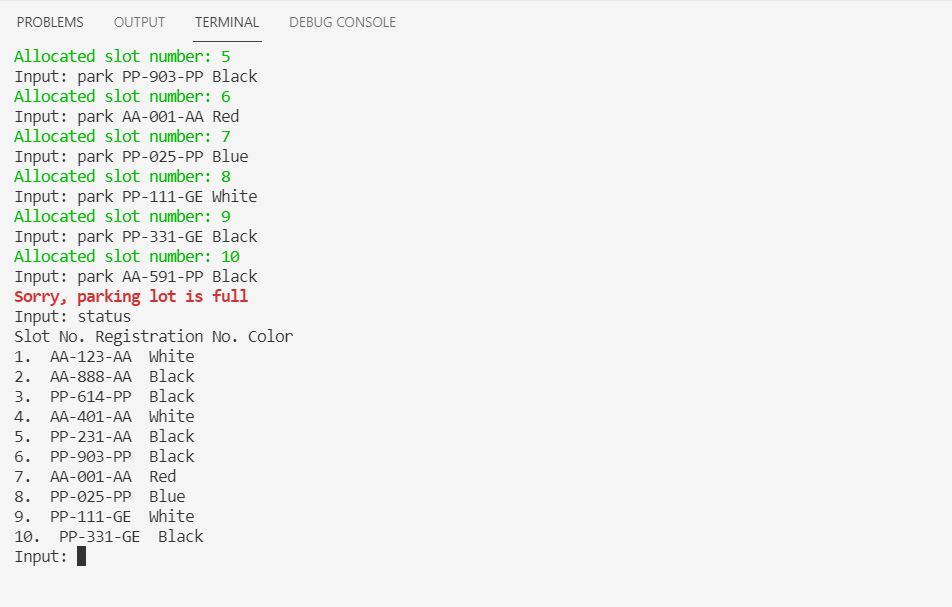 PROBLEMS OUTPUT TERMINAL DEBUG CONSOLE
Allocated slot number: 5
Input: park PP-903-PP Black
Allocated slot number: 6
Input: park AA-001-AA Red
Allocated slot number: 7
Input: park PP-025-PP Blue
Allocated slot number: 8
Input: park PP-111-GE White
Allocated slot number: 9
Input: park PP-331-GE Black
Allocated slot number: 10
Input: park AA-591-PP Black
Sorry, parking lot is full
Input: status
Slot No. Registration No. Color
1.  AA-123-AA  White
2.  AA-888-AA  Black
3.  PP-614-PP  Black
4.  AA-401-AA  White
5.  PP-231-AA  Black
6.  PP-903-PP  Black
7.  AA-001-AA  Red
8.  PP-025-PP  Blue
9.  PP-111-GE  White
10.  PP-331-GE  Black
Input: